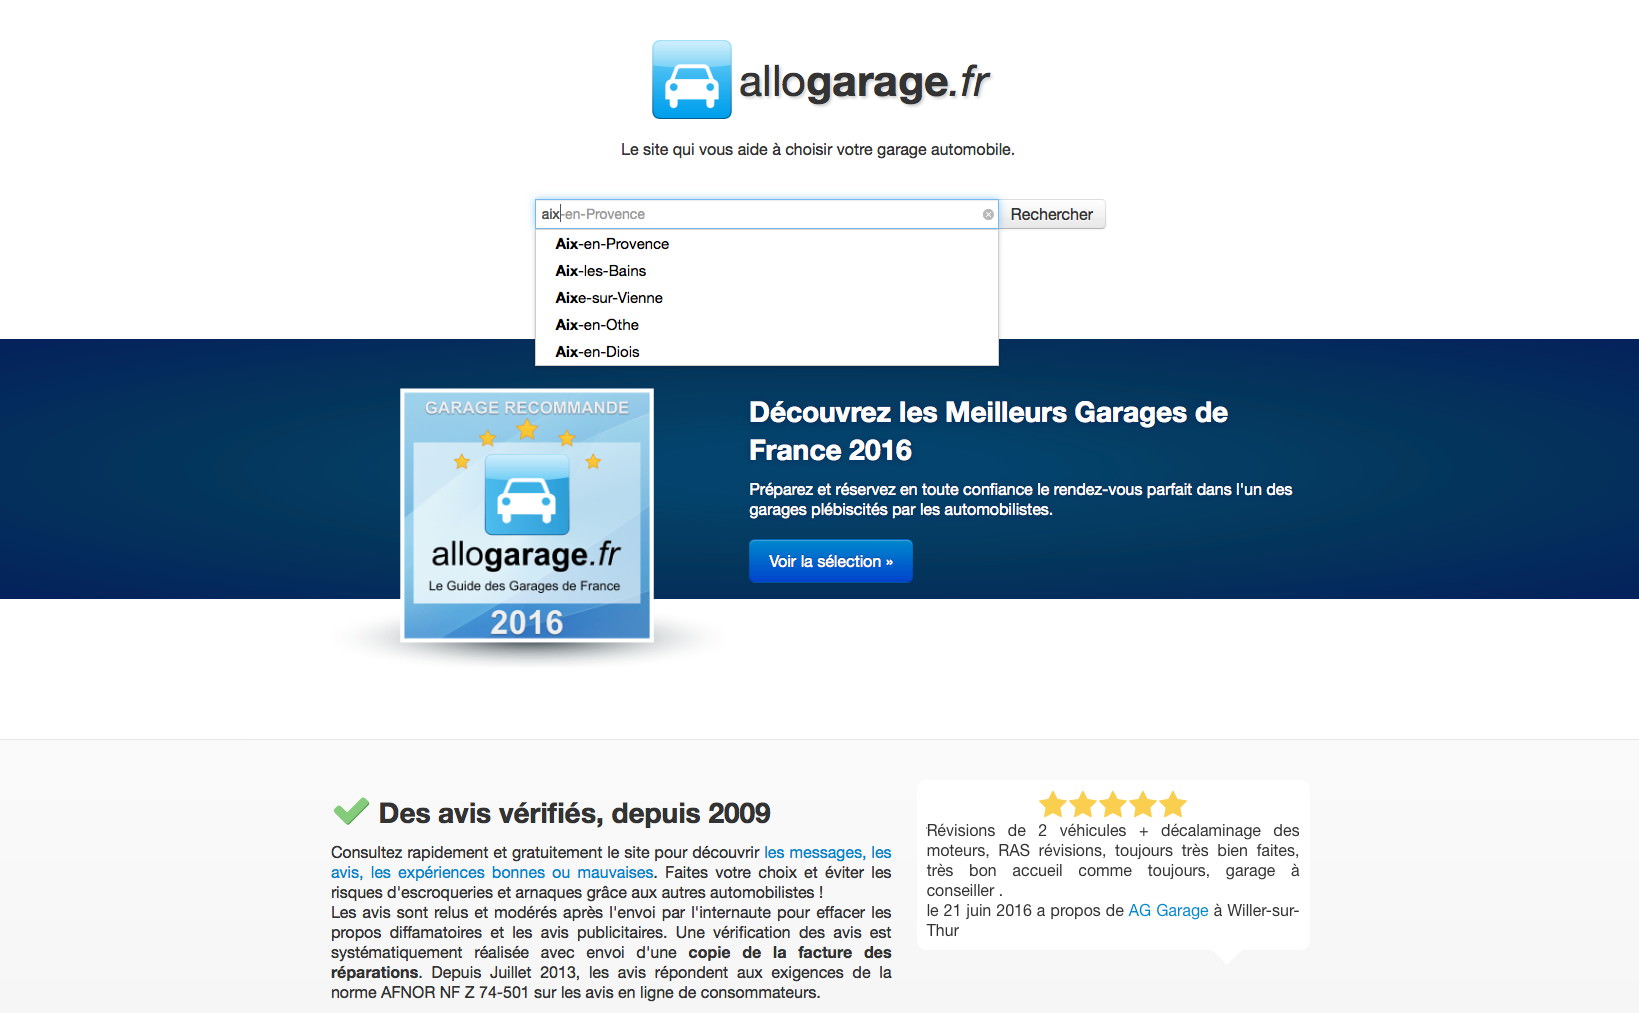 allogarage.fr
Le site qui vous aide à choisir votre garage automobile.
aix-en-Provence
Rechercher
Aix-en-Provence
Aix-les-Bains
Aixe-sur-Vienne
Aix-en-Othe
Aix-en-Diois
GARAGE RECOMMANDE
allogarage.fr
Le Guide des Garages de France
2016
Découvrez les Meilleurs Garages de
France 2016
Préparez et réservez en toute confiance le rendez-vous parfait dans l'un des
garages plébiscités par les automobilistes.
Voir la sélection »
Des avis vérifiés, depuis 2009
Consultez rapidement et gratuitement le site pour découvrir les messages, les
avis, les expériences bonnes ou mauvaises. Faites votre choix et éviter les
risques d'escroqueries et arnaques grâce aux autres automobilistes !
Les avis sont relus et modérés après l'envoi par l'internaute pour effacer les
propos diffamatoires et les avis publicitaires. Une vérification des avis est
systématiquement réalisée avec envoi d'une copie de la facture des
réparations. Depuis Juillet 2013, les avis répondent aux exigences de la
norme AFNOR NF Z 74-501 sur les avis en ligne de consommateurs.
Révisions de 2 véhicules + décalaminage des
moteurs, RAS révisions, toujours très bien faites,
très bon accueil comme toujours, garage à
conseiller .
le 21 juin 2016 a propos de AG Garage à Willer-sur-
Thur